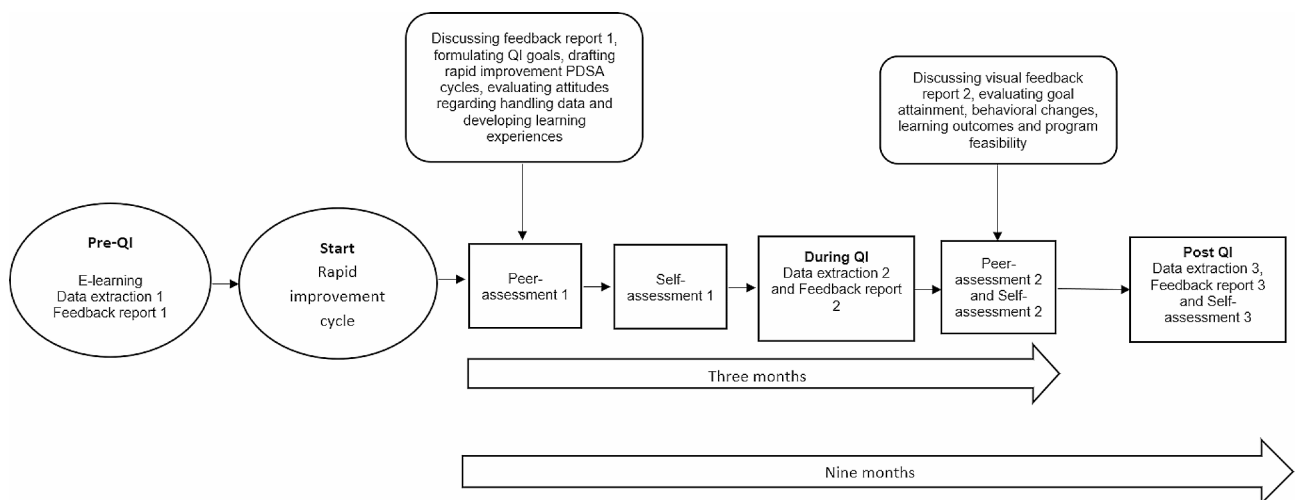 Discussing feedback report 1,
formulating QI goals, drafting
rapid improvement PDSA
cycles, evaluating attitudes
regarding handling data and
developing learning
experiences
Discussing visual feedback
report 2, evaluating goal
attainment, behavioral changes,
learning outcomes and program
feasibility
Pre-QI
E-learning
Data extraction 1
Feedback report 1
Start
Rapid
improvement
cycle
Peer-
assessment 1
Self-
assessment 1
During QI
Data extraction 2
and Feedback report
2
Peer-
assessment 2
and Self-
assessment 2
Post QI
Data extraction 3,
Feedback report 3
and Self-
assessment 3
Three months
Nine months